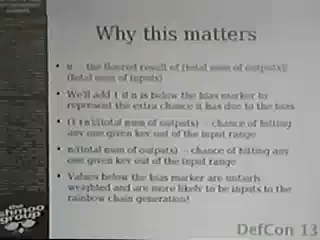 Why this matters
n - the floored result of (total num of outputs)/
(total num of inputs)
We'll add 1 if n is below the bias marker to
represent the extra chance it has due to the bias
(1+n)/(total num of outputs) - chance of hitting
any one given key out of the input range
n/(total num of outputs) - chance of hitting any
one given key out of the input range
Values below the bias marker are unfairly
weighted and are more likely to be inputs to the
rainbow chain generation!
the
shmoo
group
DefCon 13